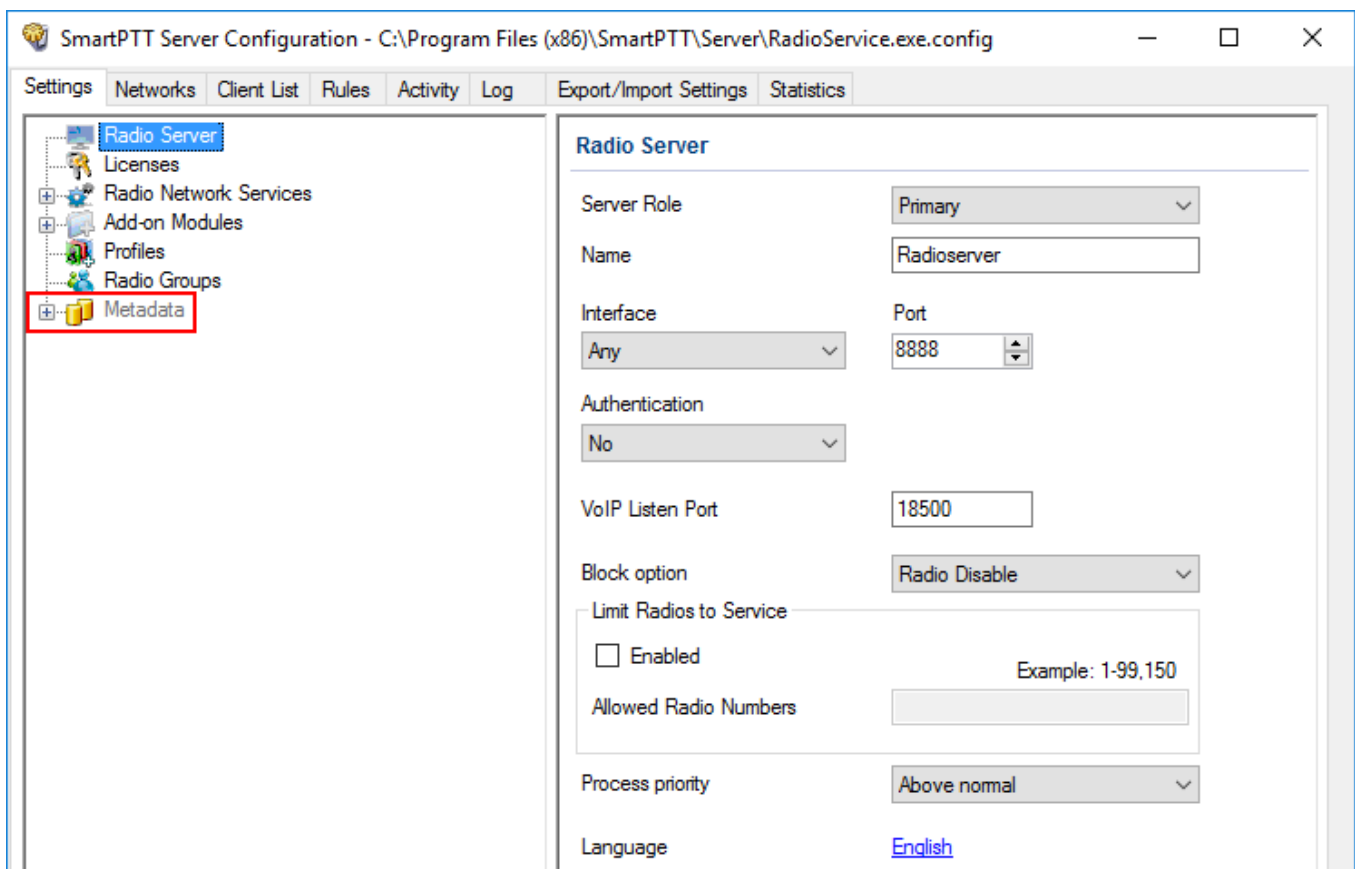 SmartPTT Server Configuration - C:\Program Files (x86)\SmartPTT\Server\RadioService.exe.config
Settings Networks Client List Rules Activity Log Export/Import Settings Statistics
Radio Server
Licenses
Radio Network Services
Add-on Modules
Profiles
Radio Groups
Metadata
Radio Server
Server Role Primary
Name Radioserver
Interface Port
Any 8888
Authentication
No
VoIP Listen Port 18500
Block option Radio Disable
Limit Radios to Service
Enabled
Example: 1-99,150
Allowed Radio Numbers
Process priority Above normal
Language English